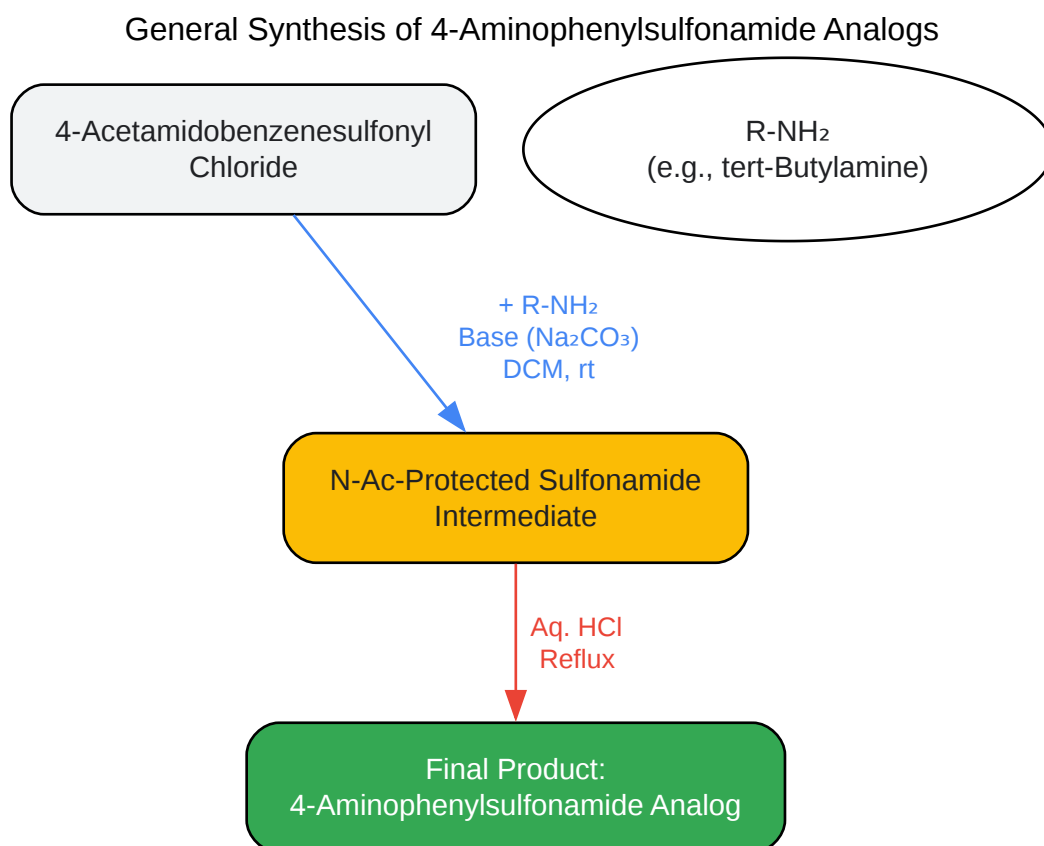 General Synthesis of 4-Aminophenylsulfonamide Analogs
4-Acetamidobenzenesulfonyl
Chloride
R-NH₂
(e.g., tert-Butylamine)
+ R-NH₂
Base (Na₂CO₃)
DCM, rt
N-Ac-Protected Sulfonamide
Intermediate
Aq. HCl
Reflux
Final Product:
4-Aminophenylsulfonamide Analog